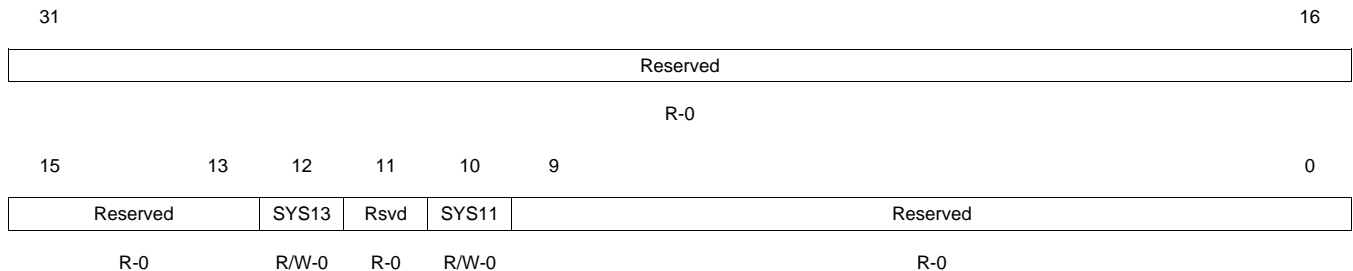 31 16
Reserved
R-0
15 13 12 11 10 9 0
Reserved SYS13 Rsvd SYS11 Reserved
R-0 R/W-0 R-0 R/W-0 R-0